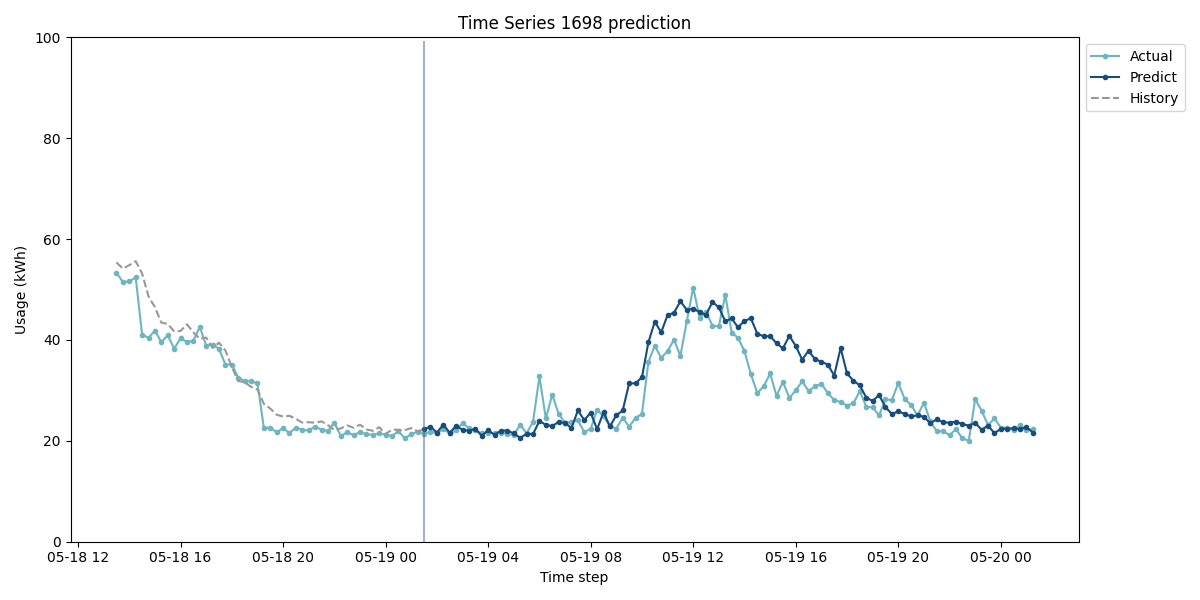 Time Series 1698 prediction
Usage (kWh)
100
80
60
40
20
0
05-18 12
05-18 16
05-18 20
05-19 00
05-19 04
05-19 08
05-19 12
05-19 16
05-19 20
05-20 00
Time step
Actual
Predict
History